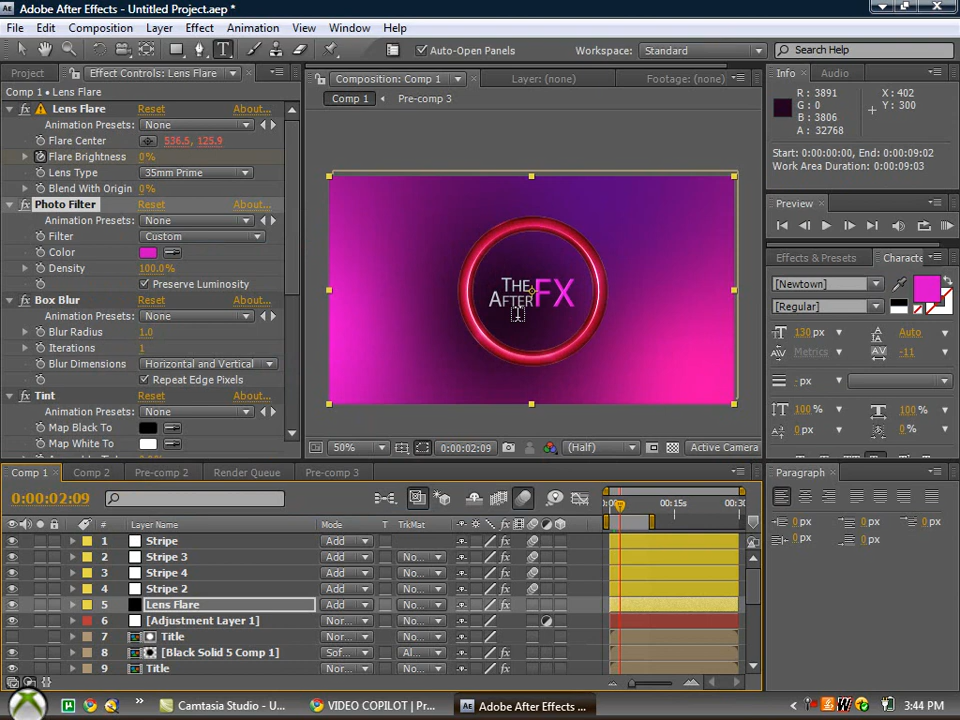 Adobe After Effects - Untitled Project.aep *
File Edit Composition Layer Effect Animation View Window Help
Auto-Open Panels Workspace: Standard Search Help
Project Effect Controls: Lens Flare
Comp 1 • Lens Flare
Lens Flare Reset About...
Animation Presets: None
Flare Center 536.5, 125.9
Flare Brightness 0%
Lens Type 35mm Prime
Blend With Origin 0%
Photo Filter Reset About...
Animation Presets: None
Filter Custom
Color
Density 100.0%
Preserve Luminosity
Box Blur Reset About...
Animation Presets: None
Blur Radius 1.0
Iterations 1
Blur Dimensions Horizontal and Vertical
Repeat Edge Pixels
Tint Reset About...
Animation Presets: None
Map Black To
Map White To
Composition: Comp 1 Layer: (none) Footage: (none)
Comp 1 Pre-comp 3
THE
AFTER FX
50% 0:00:02:09 (Half) Active Camera
Info Audio
R : 3891
G : 0
B : 3806
A : 32768
X : 402
Y : 300
Start: 0:00:00:00, End: 0:00:09:02
Work Area Duration: 0:00:09:03
Preview
Effects & Presets Characte
[Newtown]
[Regular]
130 px Auto
Metrics -11
- px
100 % 100 %
0 px 0 %
Paragraph
0 px 0 px 0 px
0 px 0 px
Comp 1 Comp 2 Pre-comp 2 Render Queue Pre-comp 3
0:00:02:09
00:15s 00:30
# Layer Name Mode T TrkMat
1 Stripe Add
2 Stripe 3 Add No...
3 Stripe 4 Add No...
4 Stripe 2 Add No...
5 Lens Flare Add No...
6 [Adjustment Layer 1] Nor... No...
7 Title Nor... No...
8 [Black Solid 5 Comp 1] Sof... Al...
9 Title Nor... No...
Camtasia Studio - U... VIDEO COPILOT | P... Adobe After Effects ... 3:44 PM